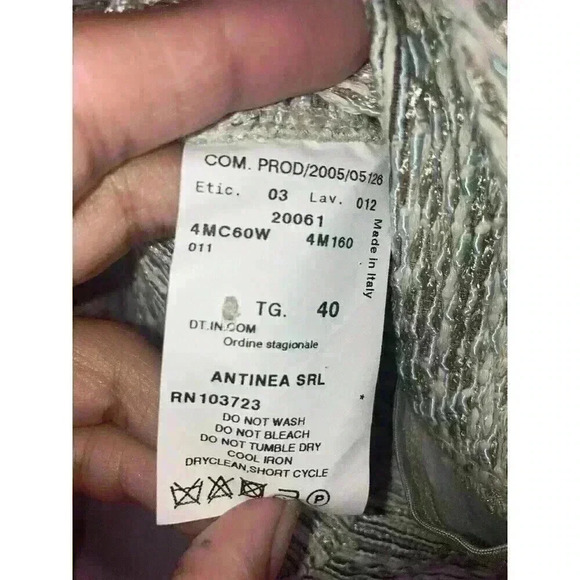 COM. PROD/2005/05126
Etic. 03 Lav. 012
20061
4MC60W 4M160
011
Made in Italy
TG. 40
DT.IN.COM
Ordine stagionale
ANTINEA SRL
RN103723
DO NOT WASH
DO NOT BLEACH
DO NOT TUMBLE DRY
COOL IRON
DRYCLEAN,SHORT CYCLE
P